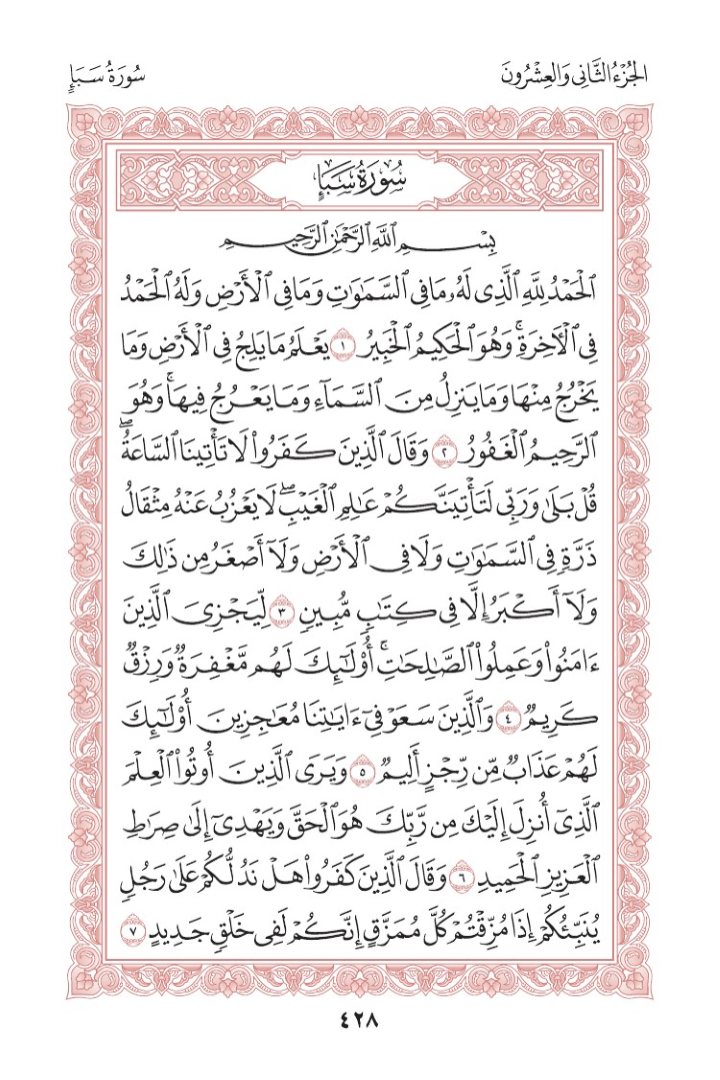 الجُزْءُ الثَّانِي وَالعِشْرُونَ
سُورَةُ سَبَإٍ
سُورَةُ سَبَإٍ
بِسْمِ ٱللَّهِ ٱلرَّحْمَٰنِ ٱلرَّحِيمِ
ٱلْحَمْدُ لِلَّهِ ٱلَّذِى لَهُۥ مَا فِى ٱلسَّمَٰوَٰتِ وَمَا فِى ٱلْأَرْضِ وَلَهُ ٱلْحَمْدُ
فِى ٱلْأَخِرَةِۚ وَهُوَ ٱلْحَكِيمُ ٱلْخَبِيرُ ١ يَعْلَمُ مَا يَلِجُ فِى ٱلْأَرْضِ وَمَا
يَخْرُجُ مِنْهَا وَمَا يَنزِلُ مِنَ ٱلسَّمَآءِ وَمَا يَعْرُجُ فِيهَاۚ وَهُوَ
ٱلرَّحِيمُ ٱلْغَفُورُ ٢ وَقَالَ ٱلَّذِينَ كَفَرُوا۟ لَا تَأْتِينَا ٱلسَّاعَةُۖ
قُلْ بَلَىٰ وَرَبِّى لَتَأْتِيَنَّكُمْ عَٰلِمِ ٱلْغَيْبِۖ لَا يَعْزُبُ عَنْهُ مِثْقَالُ
ذَرَّةٍ فِى ٱلسَّمَٰوَٰتِ وَلَا فِى ٱلْأَرْضِ وَلَآ أَصْغَرُ مِن ذَٰلِكَ
وَلَآ أَكْبَرُ إِلَّا فِى كِتَٰبٍ مُّبِينٍ ٣ لِّيَجْزِىَ ٱلَّذِينَ
ءَامَنُوا۟ وَعَمِلُوا۟ ٱلصَّٰلِحَٰتِۚ أُو۟لَٰٓئِكَ لَهُم مَّغْفِرَةٌ وَرِزْقٌ
كَرِيمٌ ٤ وَٱلَّذِينَ سَعَوْ فِىٓ ءَايَٰتِنَا مُعَٰجِزِينَ أُو۟لَٰٓئِكَ
لَهُمْ عَذَابٌ مِّن رِّجْزٍ أَلِيمٌ ٥ وَيَرَى ٱلَّذِينَ أُوتُوا۟ ٱلْعِلْمَ
ٱلَّذِىٓ أُنزِلَ إِلَيْكَ مِن رَّبِّكَ هُوَ ٱلْحَقَّ وَيَهْدِىٓ إِلَىٰ صِرَٰطِ
ٱلْعَزِيزِ ٱلْحَمِيدِ ٦ وَقَالَ ٱلَّذِينَ كَفَرُوا۟ هَلْ نَدُلُّكُمْ عَلَىٰ رَجُلٍ
يُنَبِّئُكُمْ إِذَا مُزِّقْتُمْ كُلَّ مُمَزَّقٍ إِنَّكُمْ لَفِى خَلْقٍ جَدِيدٍ ٧
٤٢٨